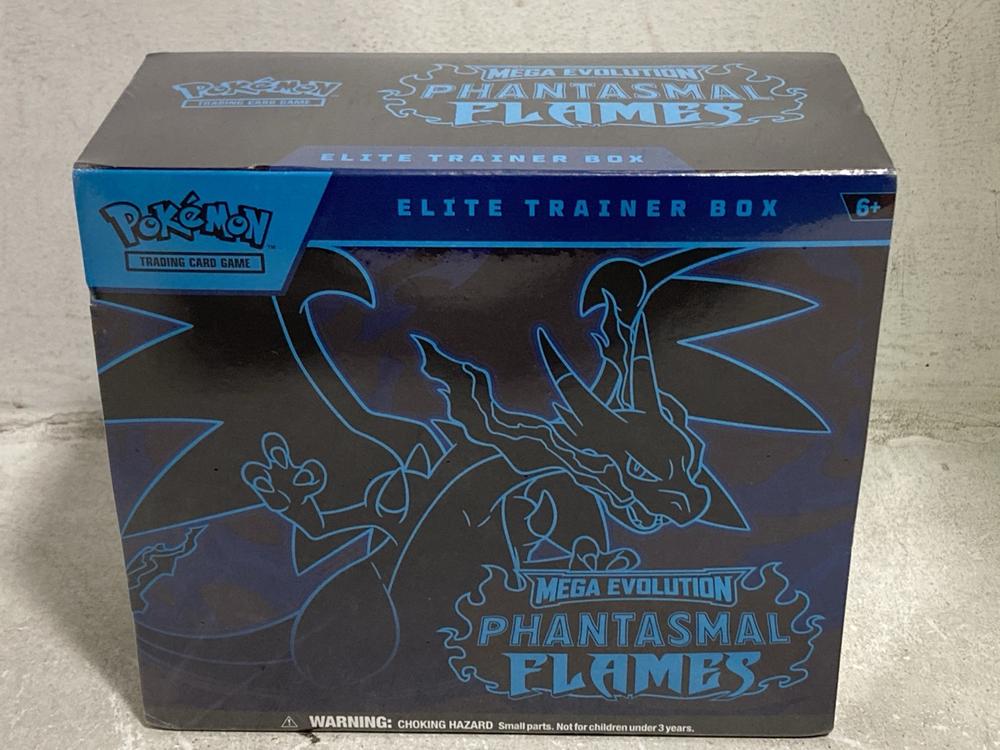 POKÉMON
TRADING CARD GAME
MEGA EVOLUTION
PHANTASMAL
FLAMES
ELITE TRAINER BOX
POKÉMON™
TRADING CARD GAME
ELITE TRAINER BOX
6+
MEGA EVOLUTION
PHANTASMAL
FLAMES
WARNING: CHOKING HAZARD Small parts. Not for children under 3 years.